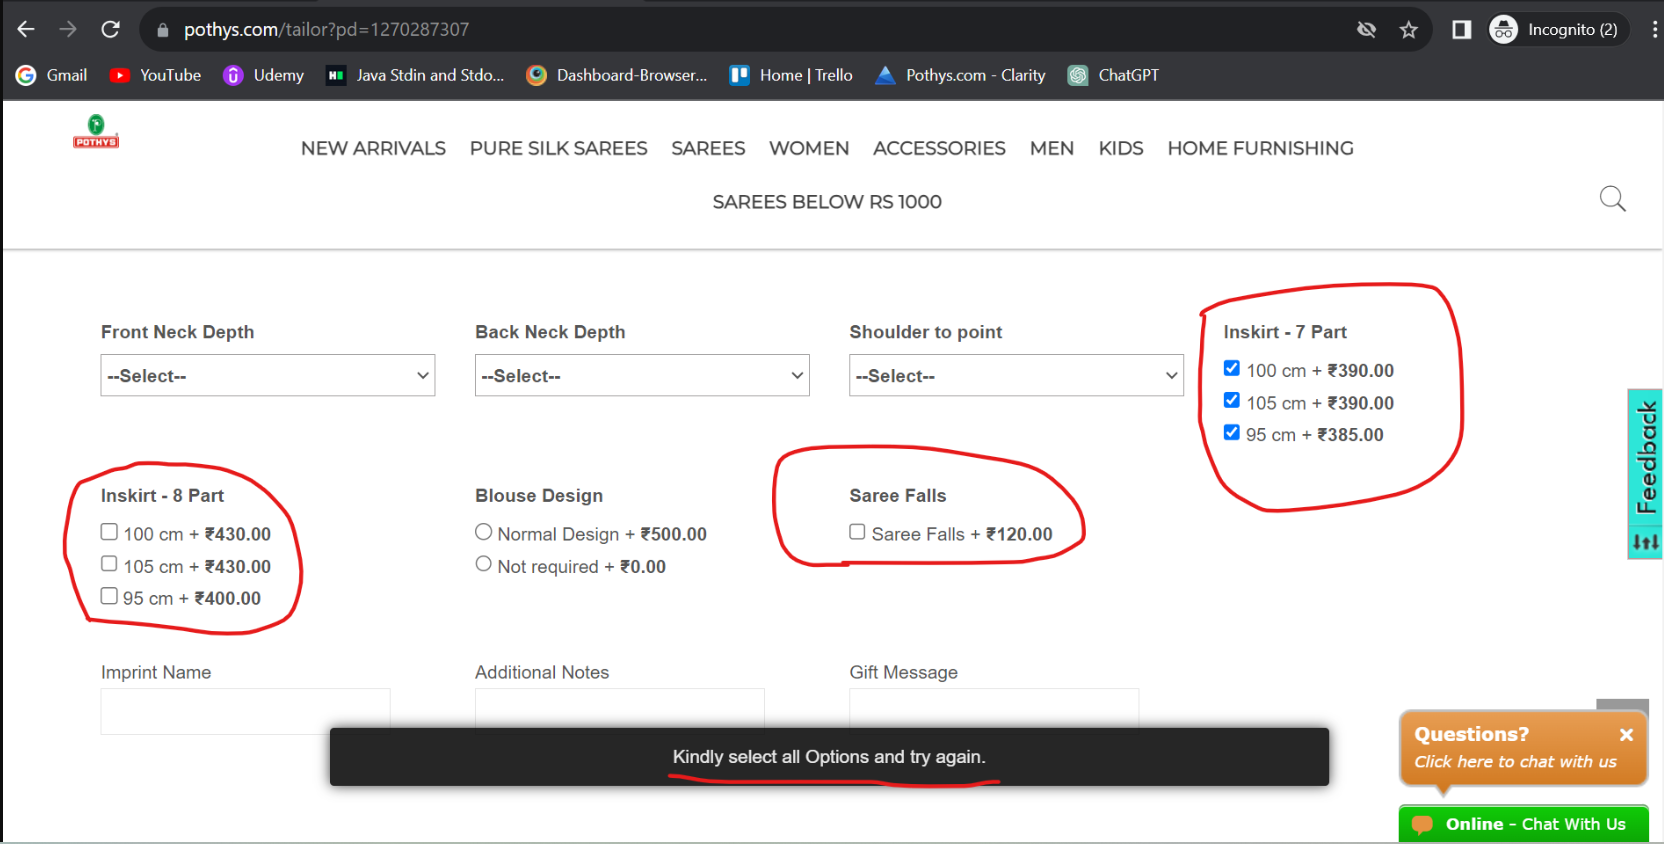 pothys.com/tailor?pd=1270287307
Incognito (2)
Gmail
YouTube
Udemy
Java Stdin and Stdo...
Dashboard-Browser...
Home | Trello
Pothys.com - Clarity
ChatGPT
POTHYS
NEW ARRIVALS
PURE SILK SAREES
SAREES
WOMEN
ACCESSORIES
MEN
KIDS
HOME FURNISHING
SAREES BELOW RS 1000
Front Neck Depth
--Select--
Back Neck Depth
--Select--
Shoulder to point
--Select--
Inskirt - 7 Part
100 cm + ₹390.00
105 cm + ₹390.00
95 cm + ₹385.00
Inskirt - 8 Part
100 cm + ₹430.00
105 cm + ₹430.00
95 cm + ₹400.00
Blouse Design
Normal Design + ₹500.00
Not required + ₹0.00
Saree Falls
Saree Falls + ₹120.00
Feedback
Imprint Name
Additional Notes
Gift Message
Kindly select all Options and try again.
Questions?
Click here to chat with us
Online - Chat With Us